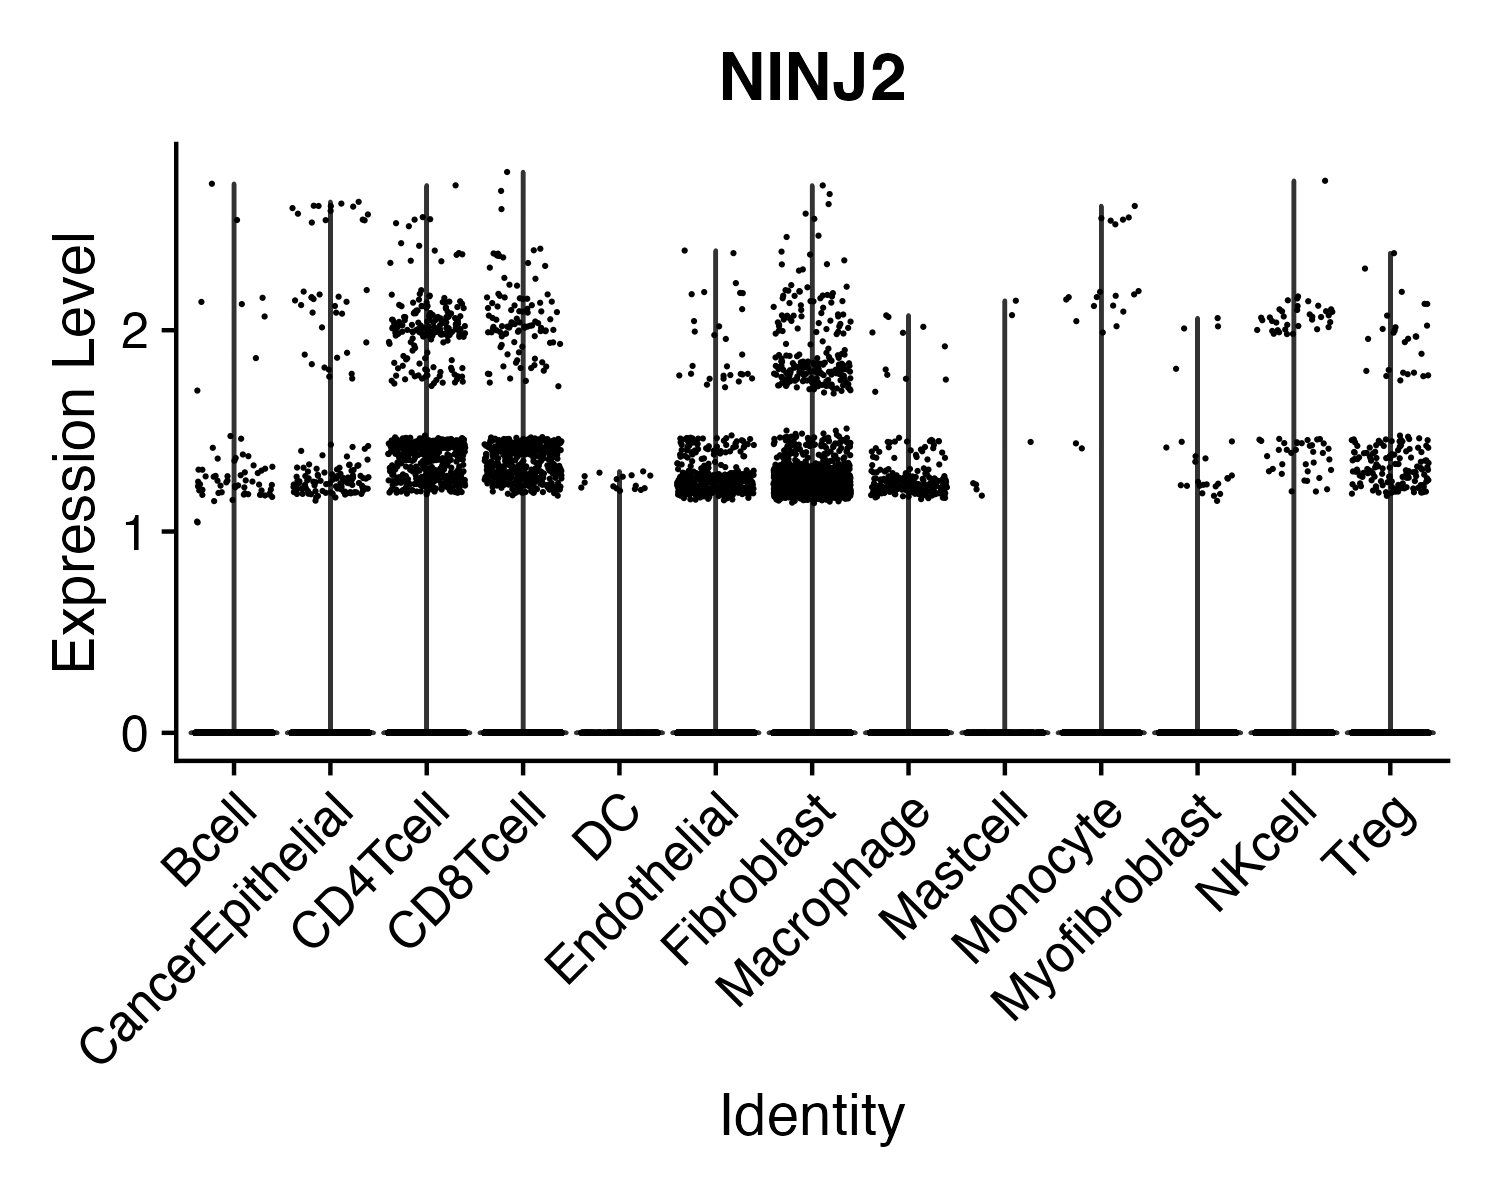 NINJ2
Expression Level
2
1
0
Bcell
CancerEpithelial
CD4Tcell
CD8Tcell
DC
Endothelial
Fibroblast
Macrophage
Mastcell
Monocyte
Myofibroblast
NKcell
Treg
Identity